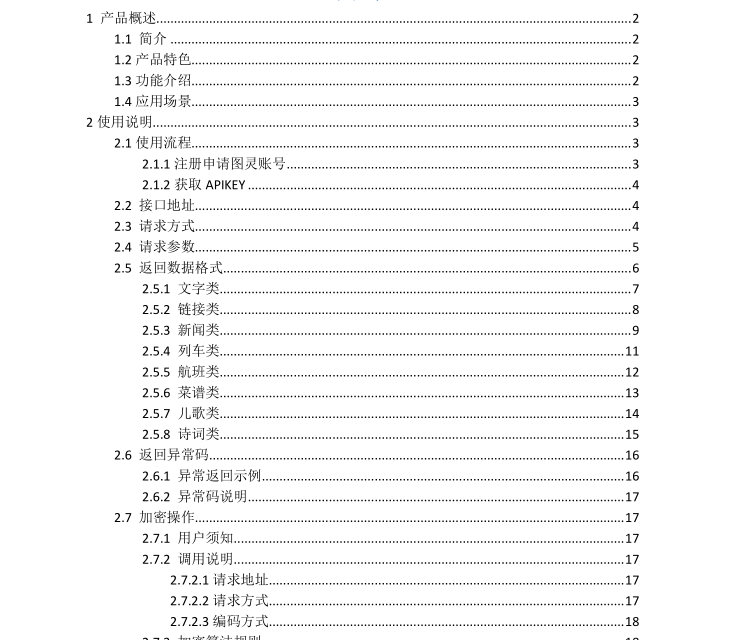 1 产品概述......2
1.1 简介......2
1.2 产品特色......2
1.3 功能介绍......2
1.4 应用场景......3
2 使用说明......3
2.1 使用流程......3
2.1.1 注册申请图灵账号......3
2.1.2 获取 APIKEY......4
2.2 接口地址......4
2.3 请求方式......4
2.4 请求参数......5
2.5 返回数据格式......6
2.5.1 文字类......7
2.5.2 链接类......8
2.5.3 新闻类......9
2.5.4 列车类......11
2.5.5 航班类......12
2.5.6 菜谱类......13
2.5.7 儿歌类......14
2.5.8 诗词类......15
2.6 返回异常码......16
2.6.1 异常返回示例......16
2.6.2 异常码说明......17
2.7 加密操作......17
2.7.1 用户须知......17
2.7.2 调用说明......17
2.7.2.1 请求地址......17
2.7.2.2 请求方式......17
2.7.2.3 编码方式......18